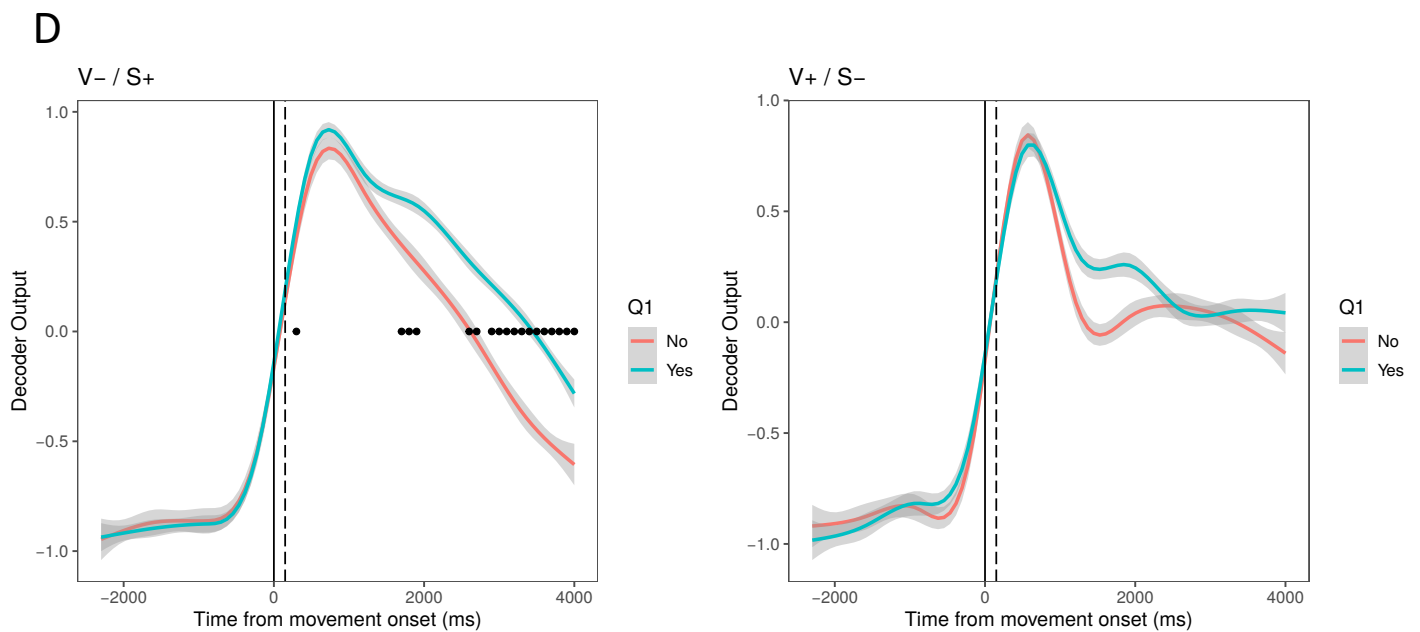 D
V− / S+
1.0
0.5
0.0
−0.5
−1.0
Decoder Output
−2000 0 2000 4000
Time from movement onset (ms)
Q1
No
Yes
V+ / S−
1.0
0.5
0.0
−0.5
−1.0
Decoder Output
−2000 0 2000 4000
Time from movement onset (ms)
Q1
No
Yes